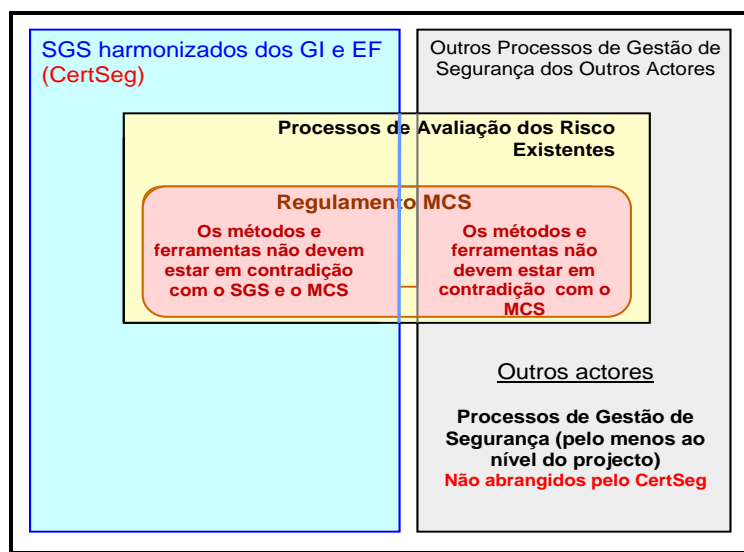 SGS harmonizados dos GI e EF
(CertSeg)
Outros Processos de Gestão de
Segurança dos Outros Actores
Processos de Avaliação dos Risco
Existentes
Regulamento MCS
Os métodos e
ferramentas não devem
estar em contradição
com o SGS e o MCS
Os métodos e
ferramentas não
devem estar em
contradição com o
MCS
Outros actores
Processos de Gestão de
Segurança (pelo menos ao
nível do projecto)
Não abrangidos pelo CertSeg